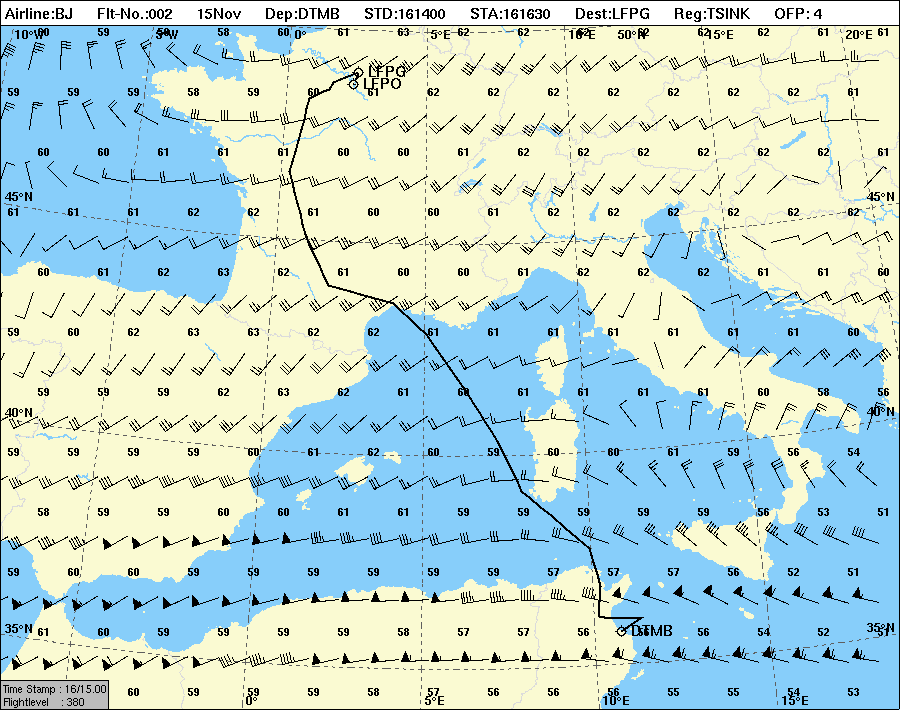 Airline:BJ Flt-No.:002 15Nov Dep:DTMB STD:161400 STA:161630 Dest:LFPG Reg:TSINK OFP: 4
10°W 60 59 5°W 58 0° 61 63 5°E 62 10°E 62 50°N 62 15°E 62 20°E 61
LFPG
LFPO
59 59 59 58 59 60 61 62 62 62 62 62 62 62 61
60 60 61 61 61 60 60 61 62 62 62 62 62 62
45°N 45°N
61 61 61 62 62 61 60 60 61 62 62 62 62 62 62
60 61 62 63 62 61 60 60 61 62 62 62 61 61 60
59 60 62 63 62 62 62 61 61 61 61 61 61 61 60
59 59 59 62 63 62 60 60 61 61 61 60 58 56
40°N 40°N
59 59 59 59 60 61 60 60 59 60 61 60 59 56 54
58 59 60 60 61 61 59 59 59 59 56 53 51
59 60 60 59 59 59 59 59 59 57 57 56 52 51
35°N 35°N
61 60 60 59 59 59 58 57 57 56 DTMB 56 54 52 51
Time Stamp : 16/15.00
Flightlevel : 380
60 59 0° 59 58 5°E 57 56 56 10°E 55 55 15°E 54 53